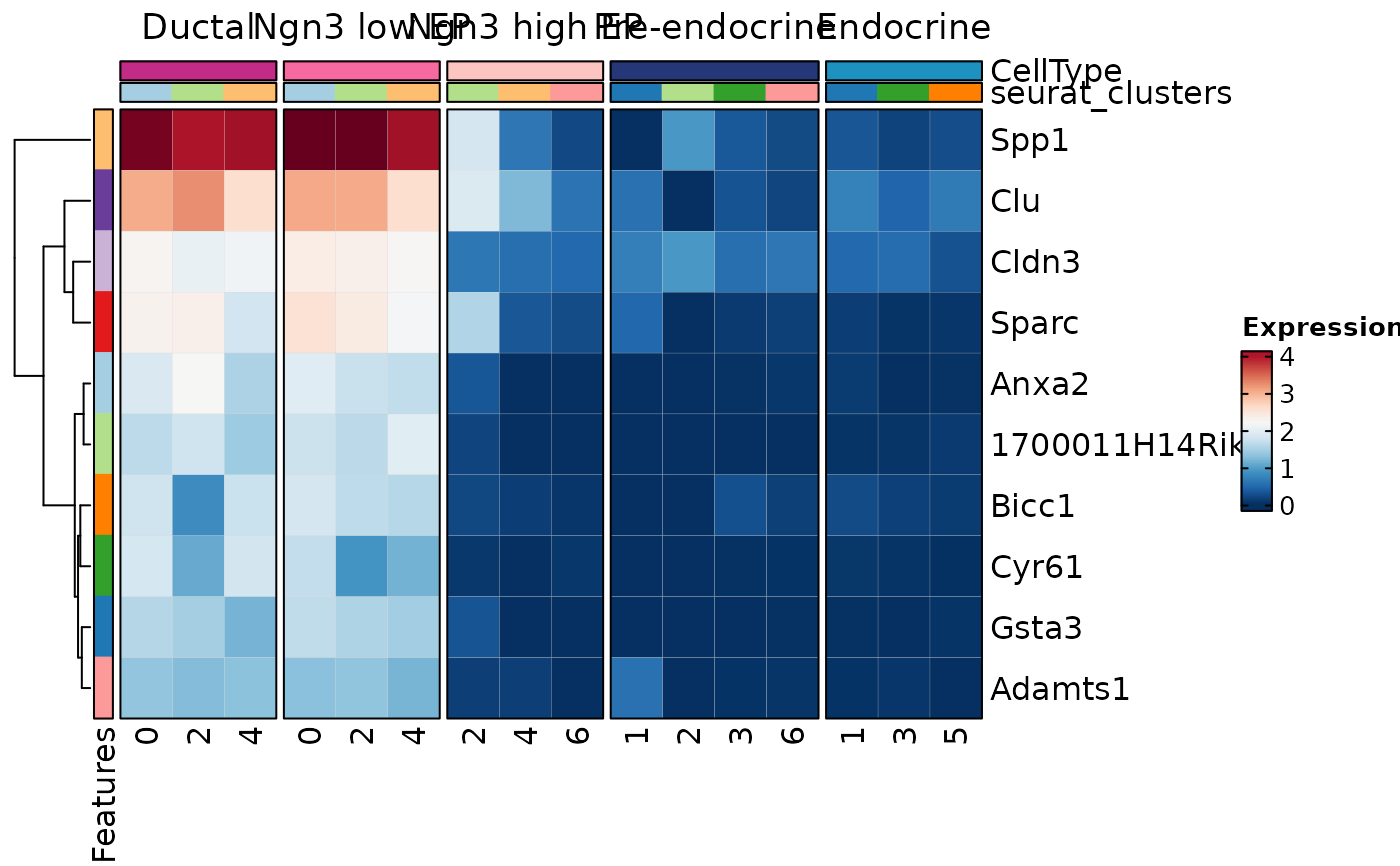 Ductal Ngn3 low EP Ngn3 high EP Pre-endocrine Endocrine
CellType
seurat_clusters
Spp1
Clu
Cldn3
Sparc
Anxa2
1700011H14Rik
Bicc1
Cyr61
Gsta3
Adamts1
Expression
4
3
2
1
0
0 2 4 0 2 4 2 4 6 1 2 3 6 1 3 5
Features